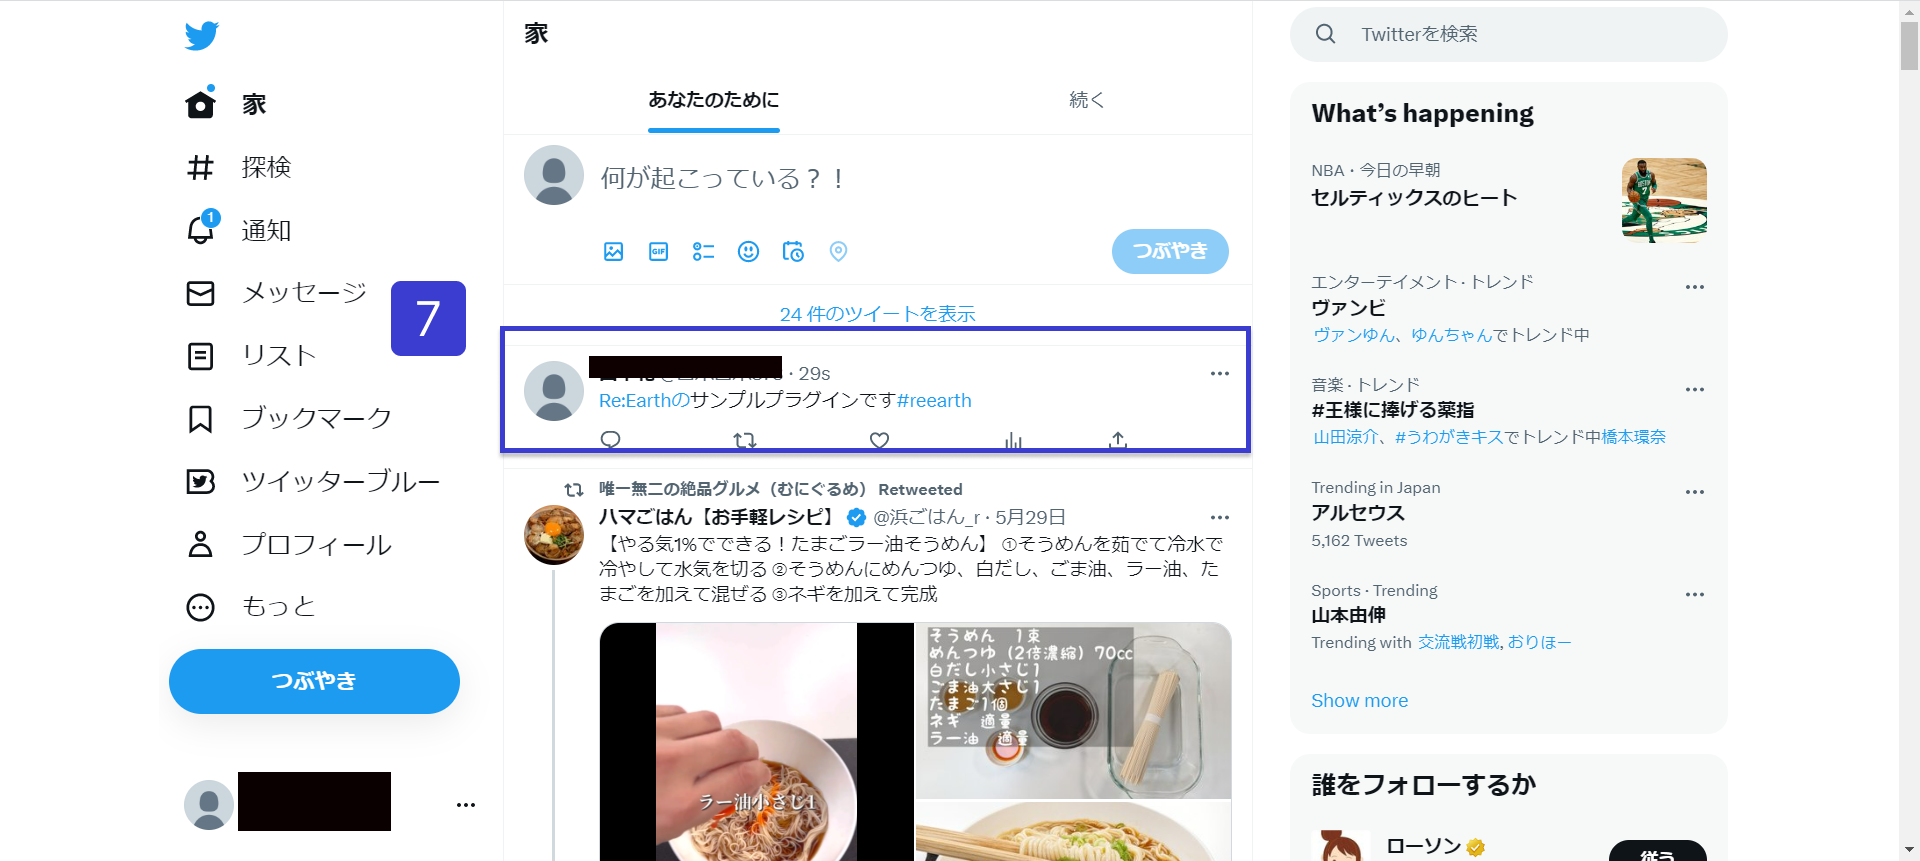 家
探検
1
通知
メッセージ
7
リスト
ブックマーク
ツイッターブルー
プロフィール
もっと
つぶやき
家
あなたのために
続く
何が起こっている？！
GIF
つぶやき
24 件のツイートを表示
· 29s
Re:Earthのサンプルプラグインです#reearth
唯一無二の絶品グルメ（むにぐるめ） Retweeted
ハマごはん【お手軽レシピ】 @浜ごはん_r · 5月29日
【やる気1%でできる！たまごラー油そうめん】 ①そうめんを茹でて冷水で
冷やして水気を切る ②そうめんにめんつゆ、白だし、ごま油、ラー油、た
まごを加えて混ぜる ③ネギを加えて完成
ラー油小さじ1
そうめん 1束
めんつゆ（2倍濃縮）70cc
白だし小さじ1
ごま油大さじ1
たまご1個
ネギ 適量
ラー油 適量
Twitterを検索
What's happening
NBA · 今日の早朝
セルティックスのヒート
エンターテイメント · トレンド
ヴァンビ
ヴァンゆん、ゆんちゃんでトレンド中
音楽 · トレンド
#王様に捧げる薬指
山田涼介、#うわがきキスでトレンド中橋本環奈
Trending in Japan
アルセウス
5,162 Tweets
Sports · Trending
山本由伸
Trending with 交流戦初戦, おりほー
Show more
誰をフォローするか
ローソン
従う